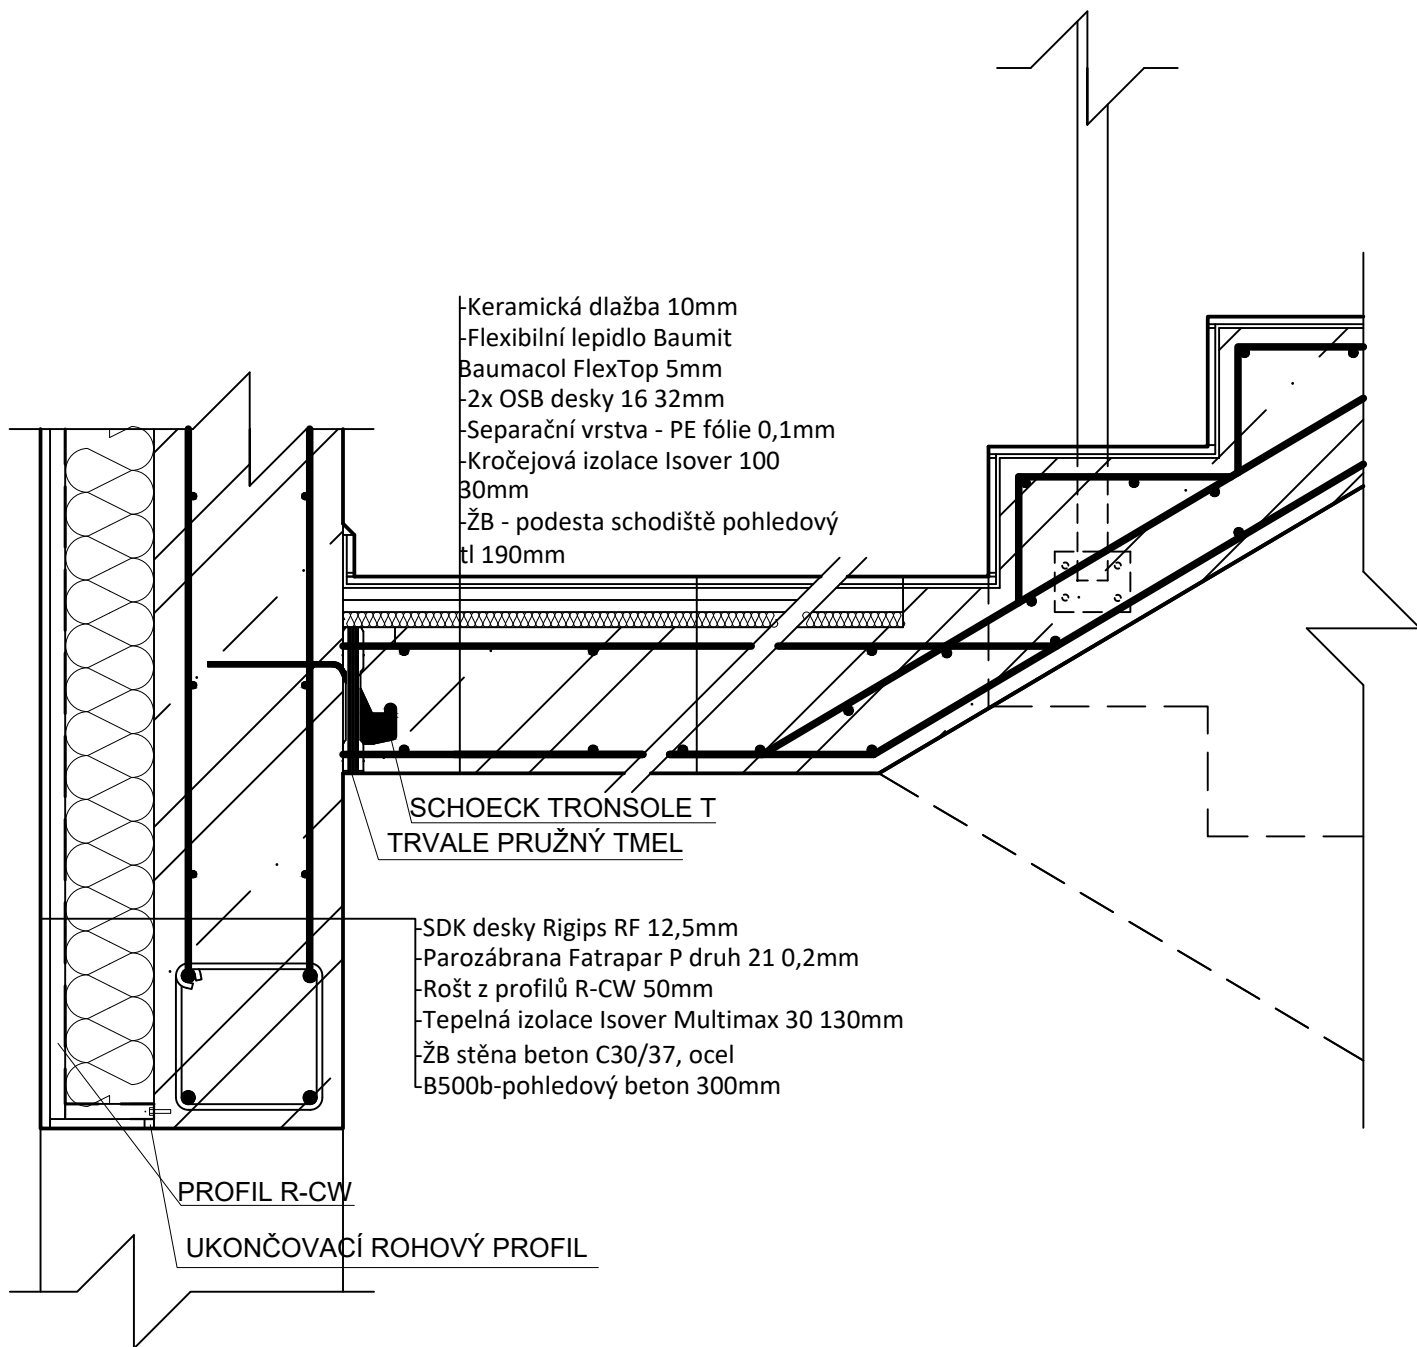 -Keramická dlažba 10mm
-Flexibilní lepidlo Baumit
Baumacol FlexTop 5mm
-2x OSB desky 16 32mm
-Separační vrstva - PE fólie 0,1mm
-Kročejová izolace Isover 100
30mm
-ŽB - podesta schodiště pohledový
tl 190mm
SCHOECK TRONSOLE T
TRVALE PRUŽNÝ TMEL
-SDK desky Rigips RF 12,5mm
-Parozábrana Fatrapar P druh 21 0,2mm
-Rošt z profilů R-CW 50mm
-Tepelná izolace Isover Multimax 30 130mm
-ŽB stěna beton C30/37, ocel
B500b-pohledový beton 300mm
PROFIL R-CW
UKONČOVACÍ ROHOVÝ PROFIL